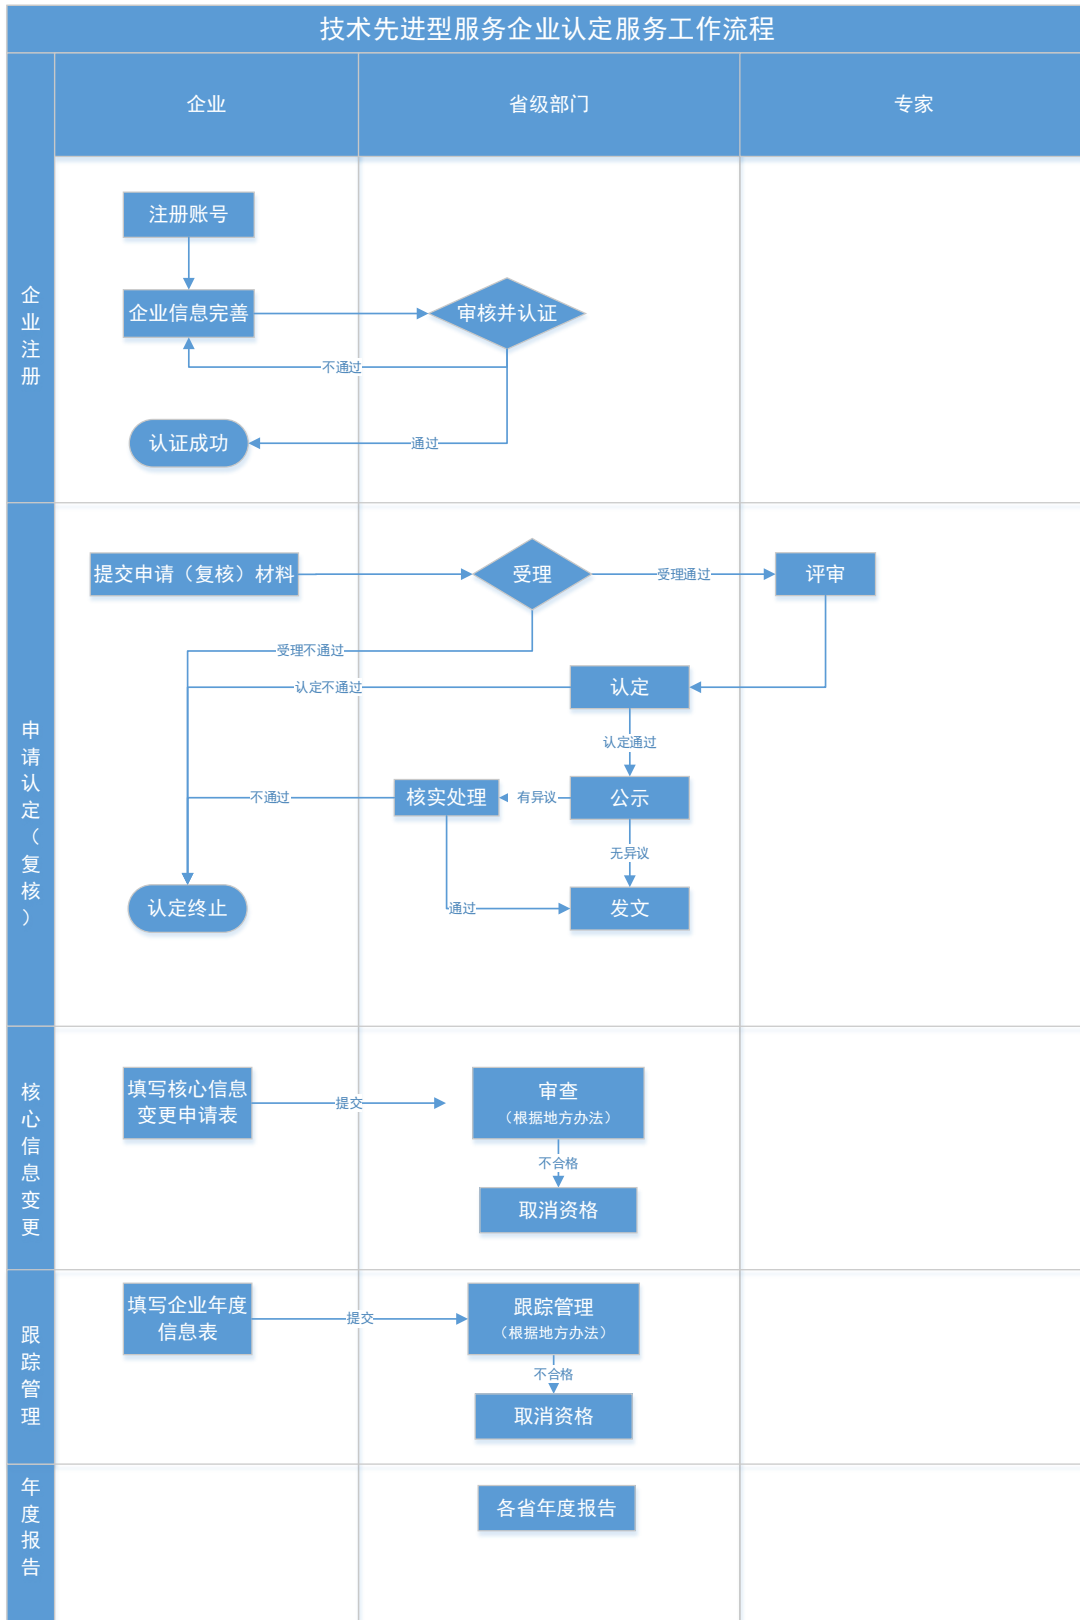 技术先进型服务企业认定服务工作流程
企业
省级部门
专家
企业注册
注册账号
企业信息完善
审核并认证
不通过
认证成功
通过
申请认定（复核）
提交申请（复核）材料
受理
受理通过
评审
受理不通过
认定不通过
认定
认定通过
不通过
核实处理
有异议
公示
无异议
认定终止
通过
发文
核心信息变更
填写核心信息
变更申请表
提交
审查
（根据地方办法）
不合格
取消资格
跟踪管理
填写企业年度
信息表
提交
跟踪管理
（根据地方办法）
不合格
取消资格
年度报告
各省年度报告